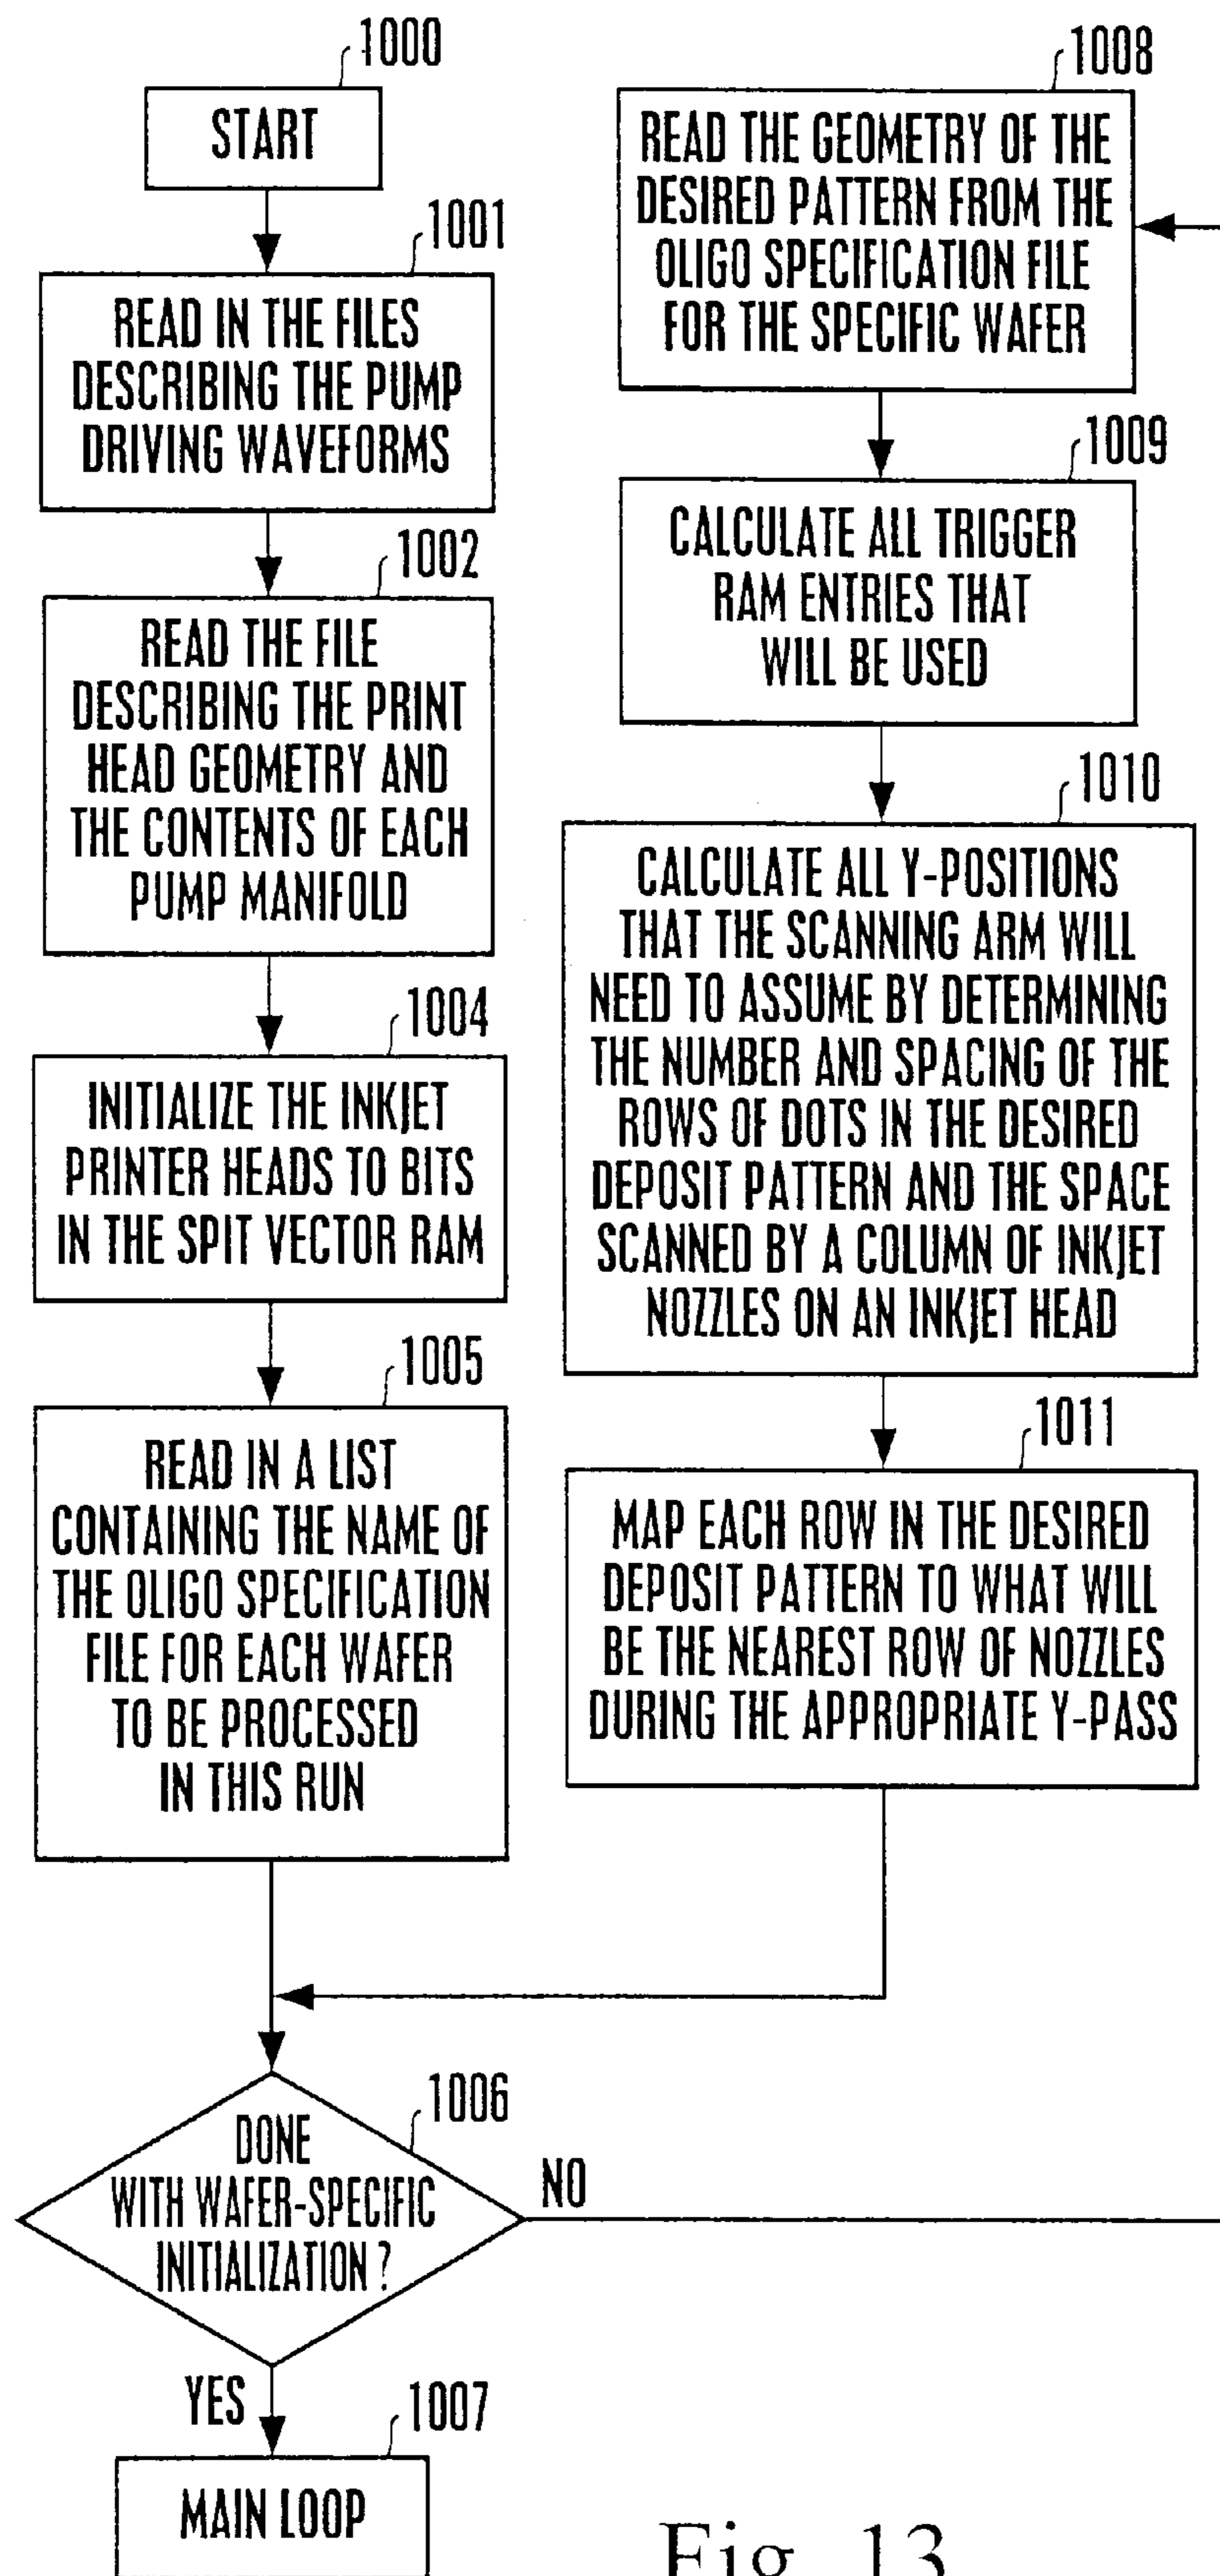 1000
START
1001
READ IN THE FILES
DESCRIBING THE PUMP
DRIVING WAVEFORMS
1002
READ THE FILE
DESCRIBING THE PRINT
HEAD GEOMETRY AND
THE CONTENTS OF EACH
PUMP MANIFOLD
1004
INITIALIZE THE INKJET
PRINTER HEADS TO BITS
IN THE SPIT VECTOR RAM
1005
READ IN A LIST
CONTAINING THE NAME OF
THE OLIGO SPECIFICATION
FILE FOR EACH WAFER
TO BE PROCESSED
IN THIS RUN
1006
DONE
WITH WAFER-SPECIFIC
INITIALIZATION ?
NO
YES
1007
MAIN LOOP
1008
READ THE GEOMETRY OF THE
DESIRED PATTERN FROM THE
OLIGO SPECIFICATION FILE
FOR THE SPECIFIC WAFER
1009
CALCULATE ALL TRIGGER
RAM ENTRIES THAT
WILL BE USED
1010
CALCULATE ALL Y-POSITIONS
THAT THE SCANNING ARM WILL
NEED TO ASSUME BY DETERMINING
THE NUMBER AND SPACING OF THE
ROWS OF DOTS IN THE DESIRED
DEPOSIT PATTERN AND THE SPACE
SCANNED BY A COLUMN OF INKJET
NOZZLES ON AN INKJET HEAD
1011
MAP EACH ROW IN THE DESIRED
DEPOSIT PATTERN TO WHAT WILL
BE THE NEAREST ROW OF NOZZLES
DURING THE APPROPRIATE Y-PASS
Fig. 13